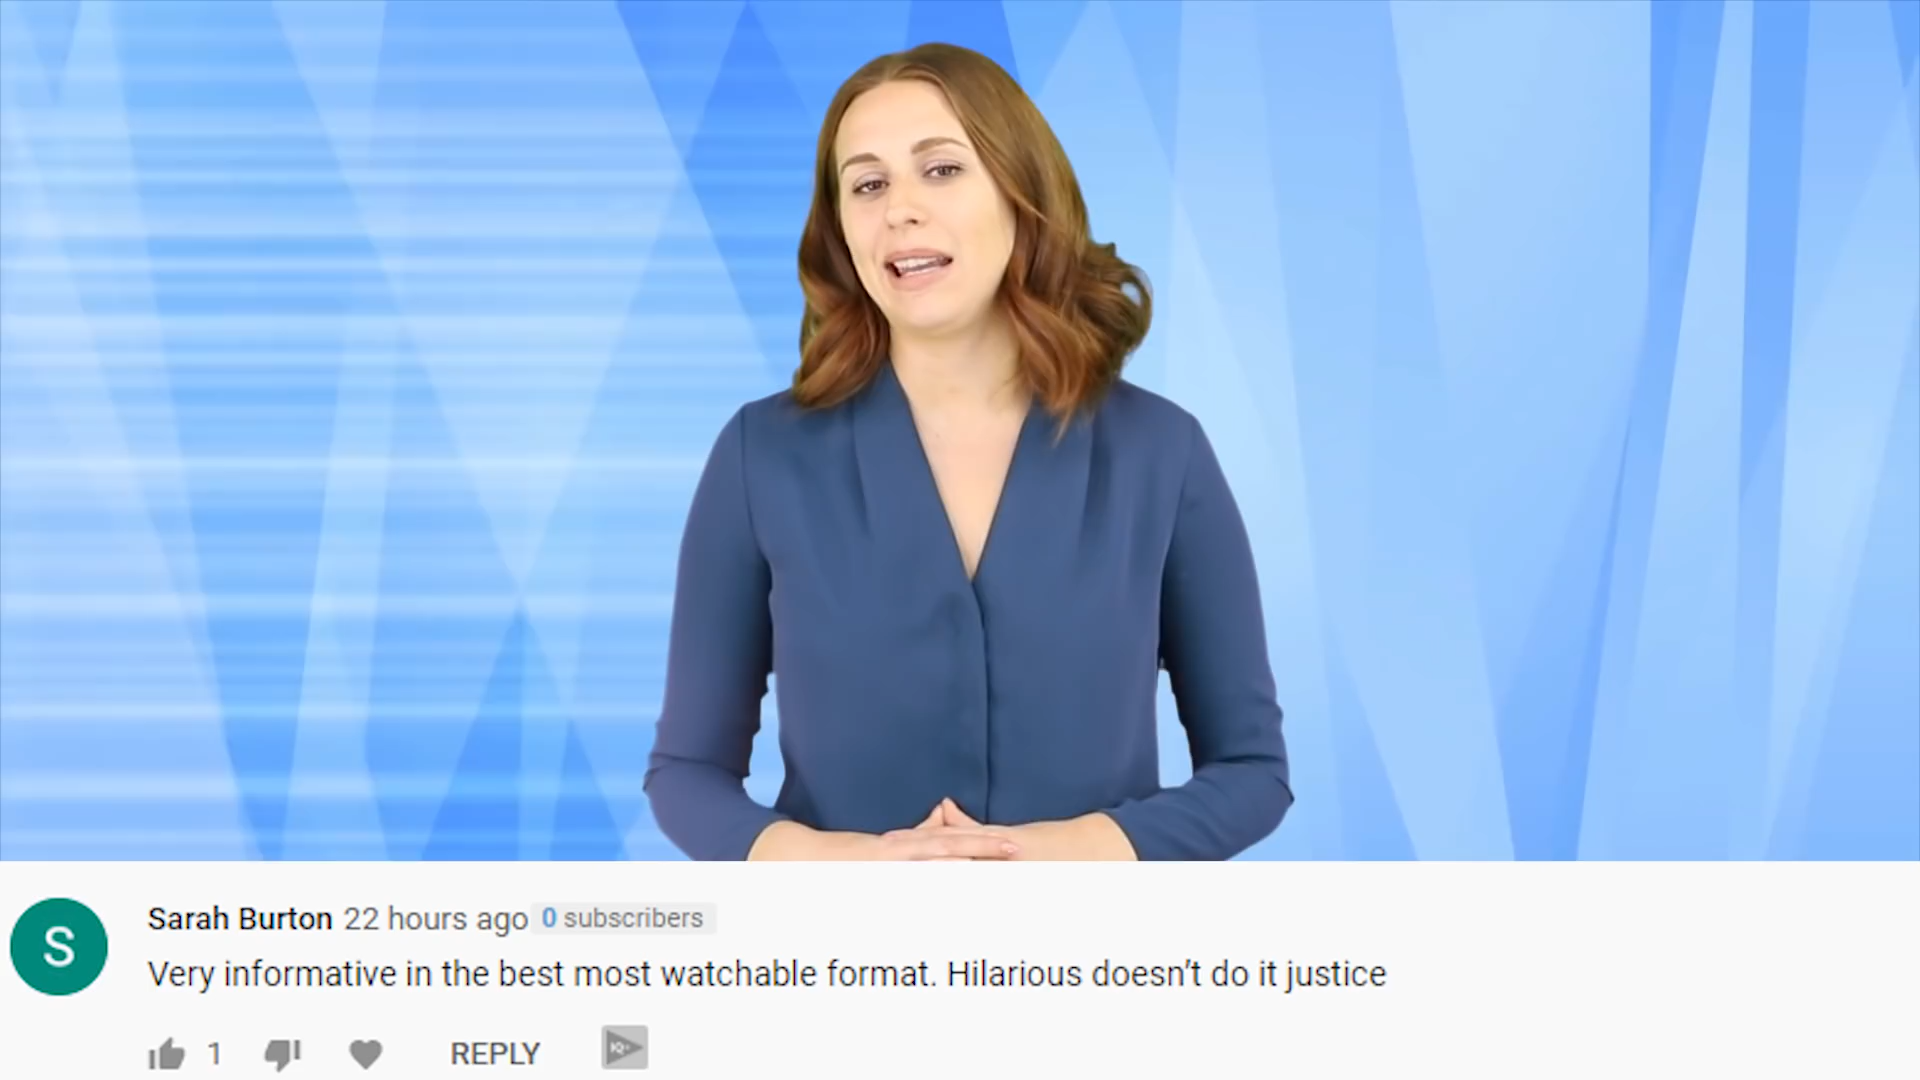 S
Sarah Burton 22 hours ago 0 subscribers
Very informative in the best most watchable format. Hilarious doesn't do it justice
1 REPLY IQ